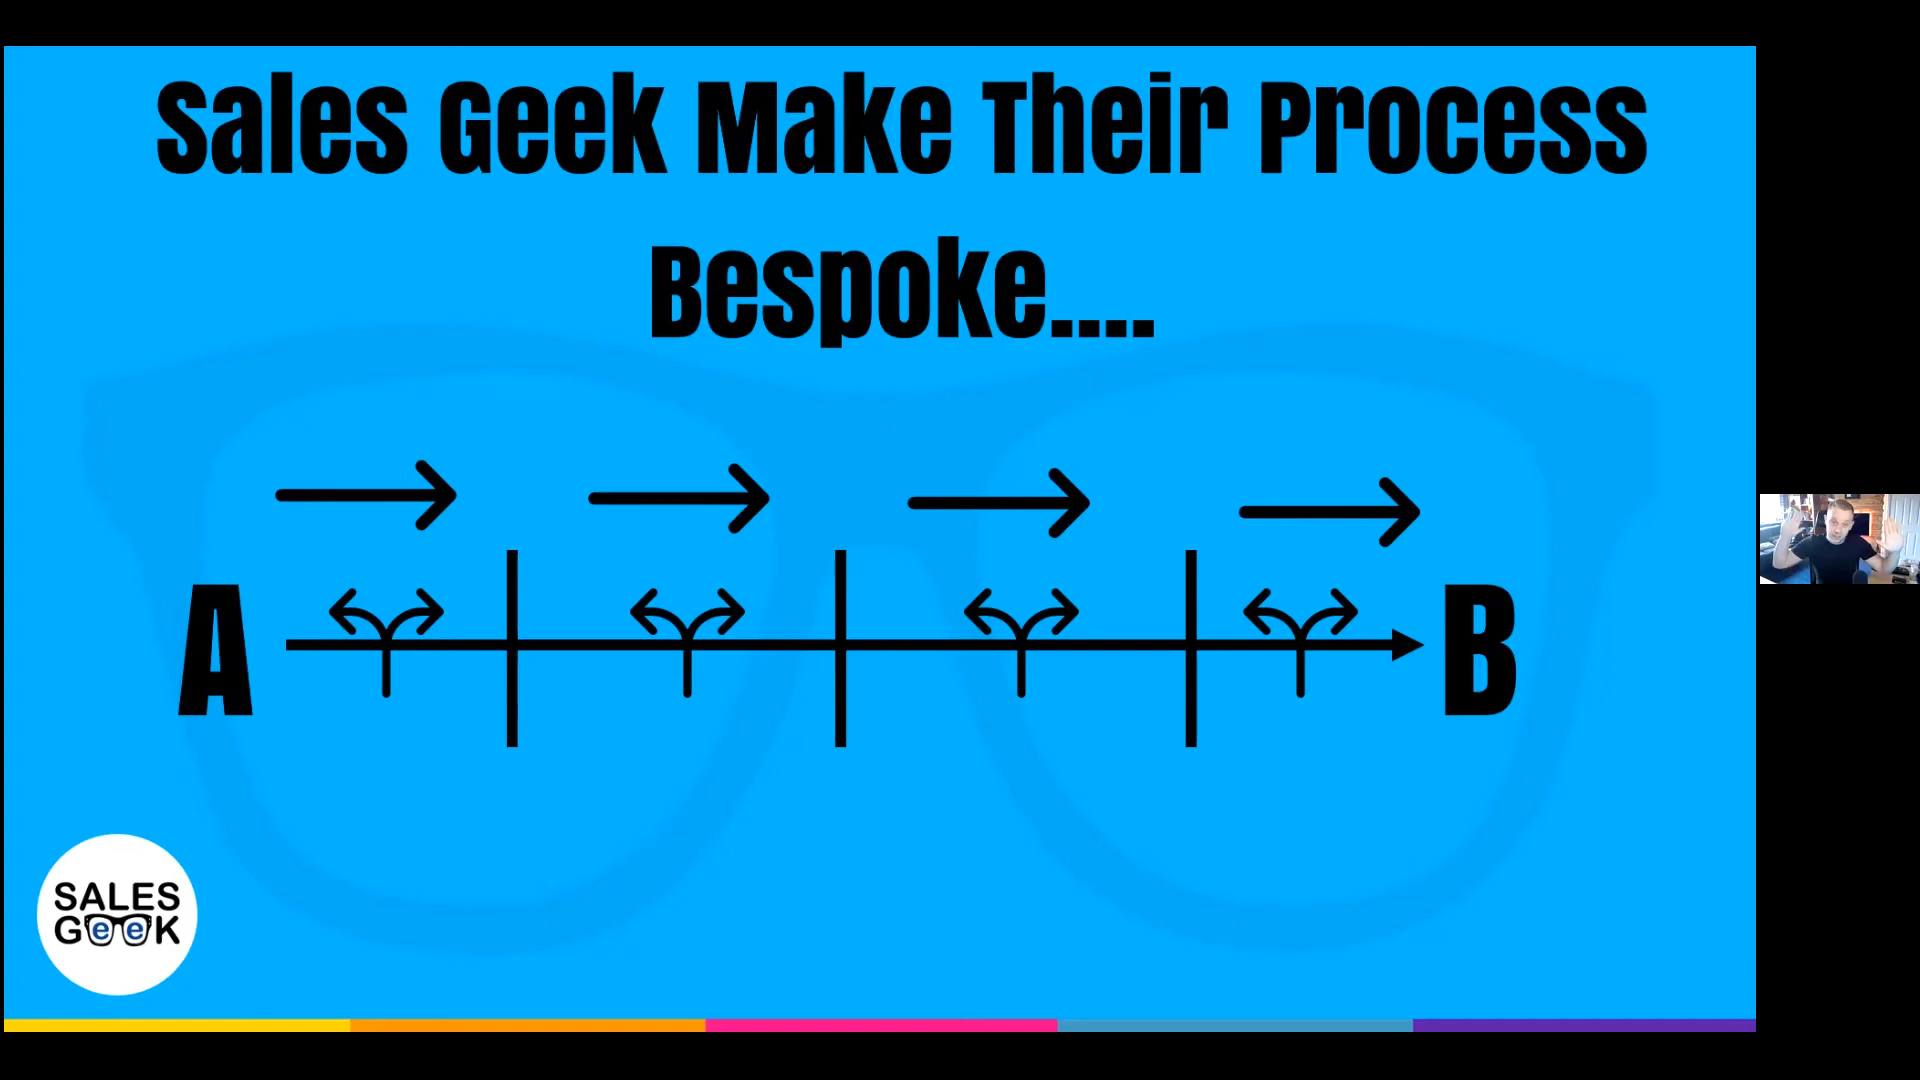 Sales Geek Make Their Process
Bespoke....
A
B
SALES
GeeK